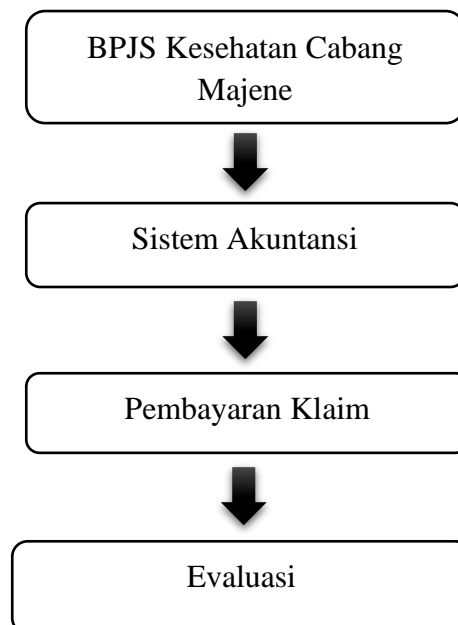 BPJS Kesehatan Cabang
Majene
Sistem Akuntansi
Pembayaran Klaim
Evaluasi